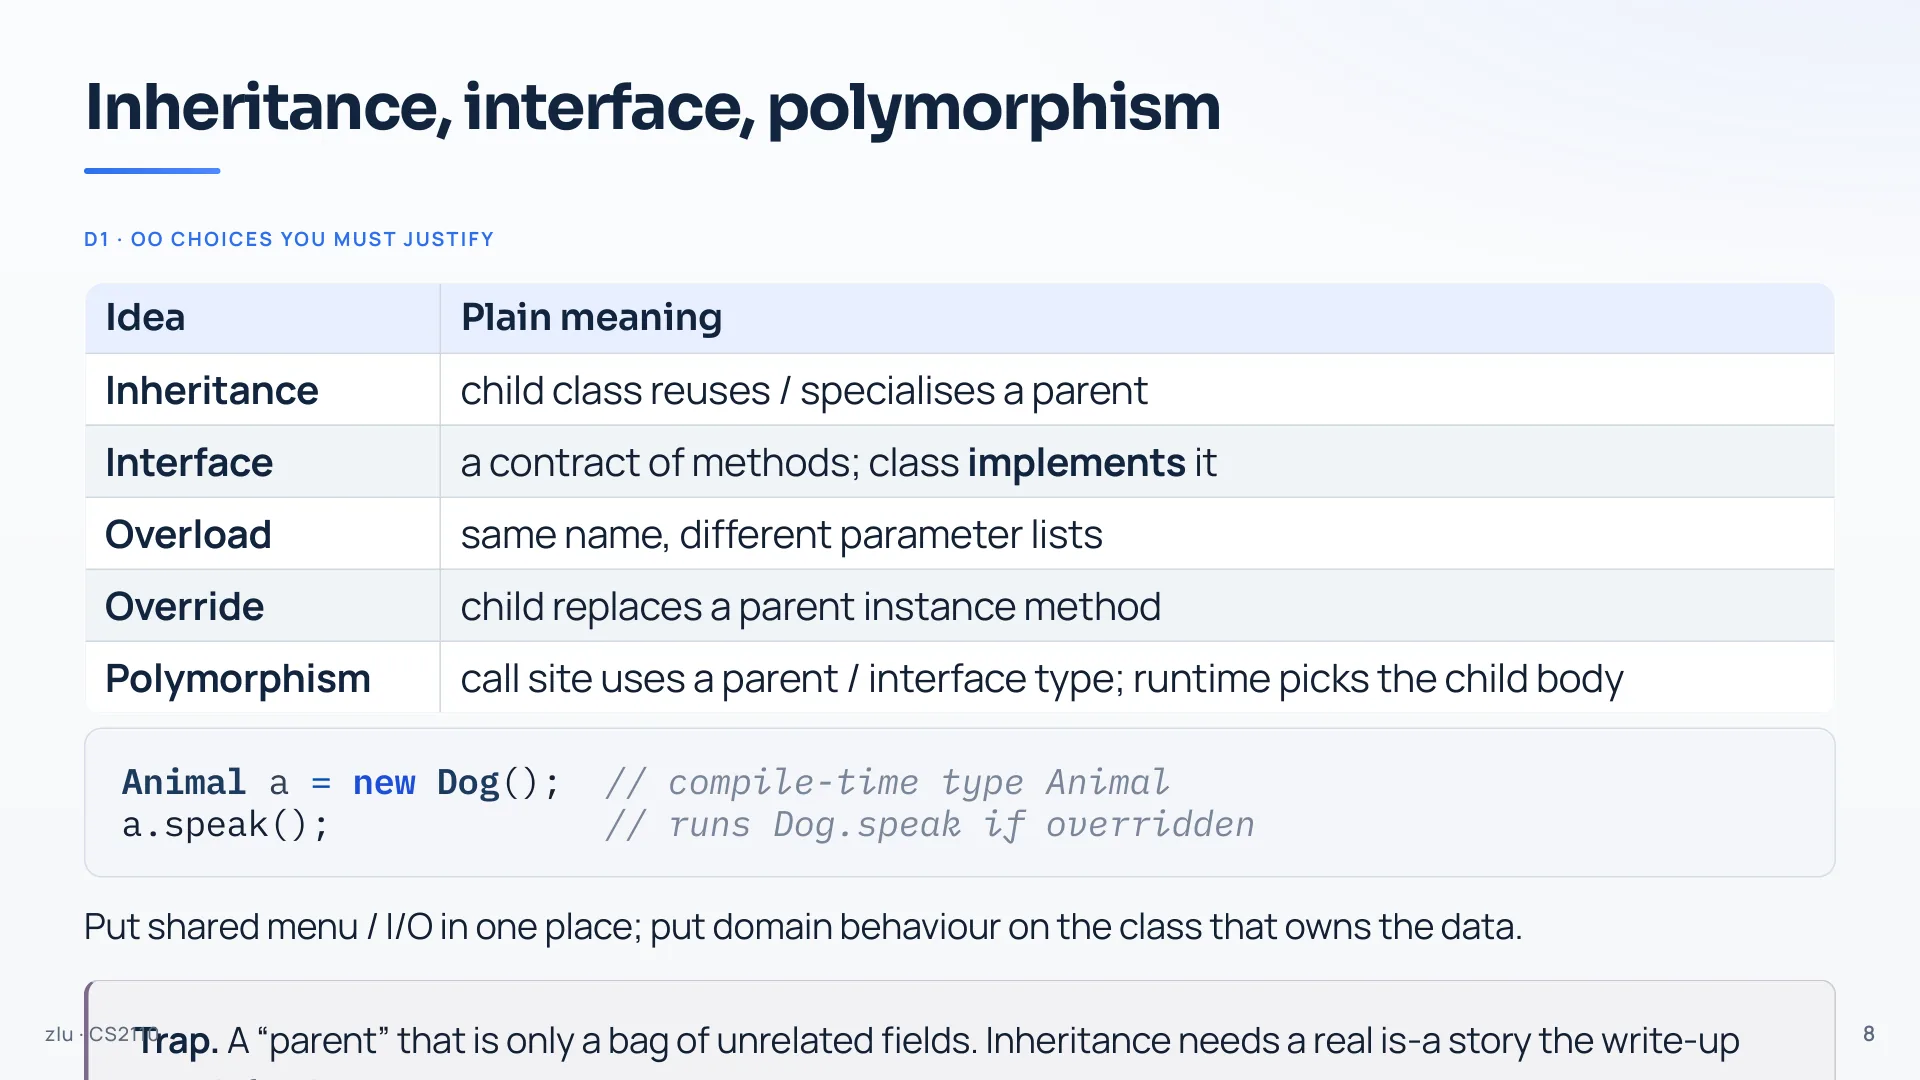 Inheritance, interface, polymorphism
D1 · OO CHOICES YOU MUST JUSTIFY
Idea Plain meaning
Inheritance child class reuses / specialises a parent
Interface a contract of methods; class implements it
Overload same name, different parameter lists
Override child replaces a parent instance method
Polymorphism call site uses a parent / interface type; runtime picks the child body
Animal a = new Dog(); // compile-time type Animal
a.speak(); // runs Dog.speak if overridden
Put shared menu / I/O in one place; put domain behaviour on the class that owns the data.
Trap. A “parent” that is only a bag of unrelated fields. Inheritance needs a real is-a story the write-up
zlu · CS2110
8